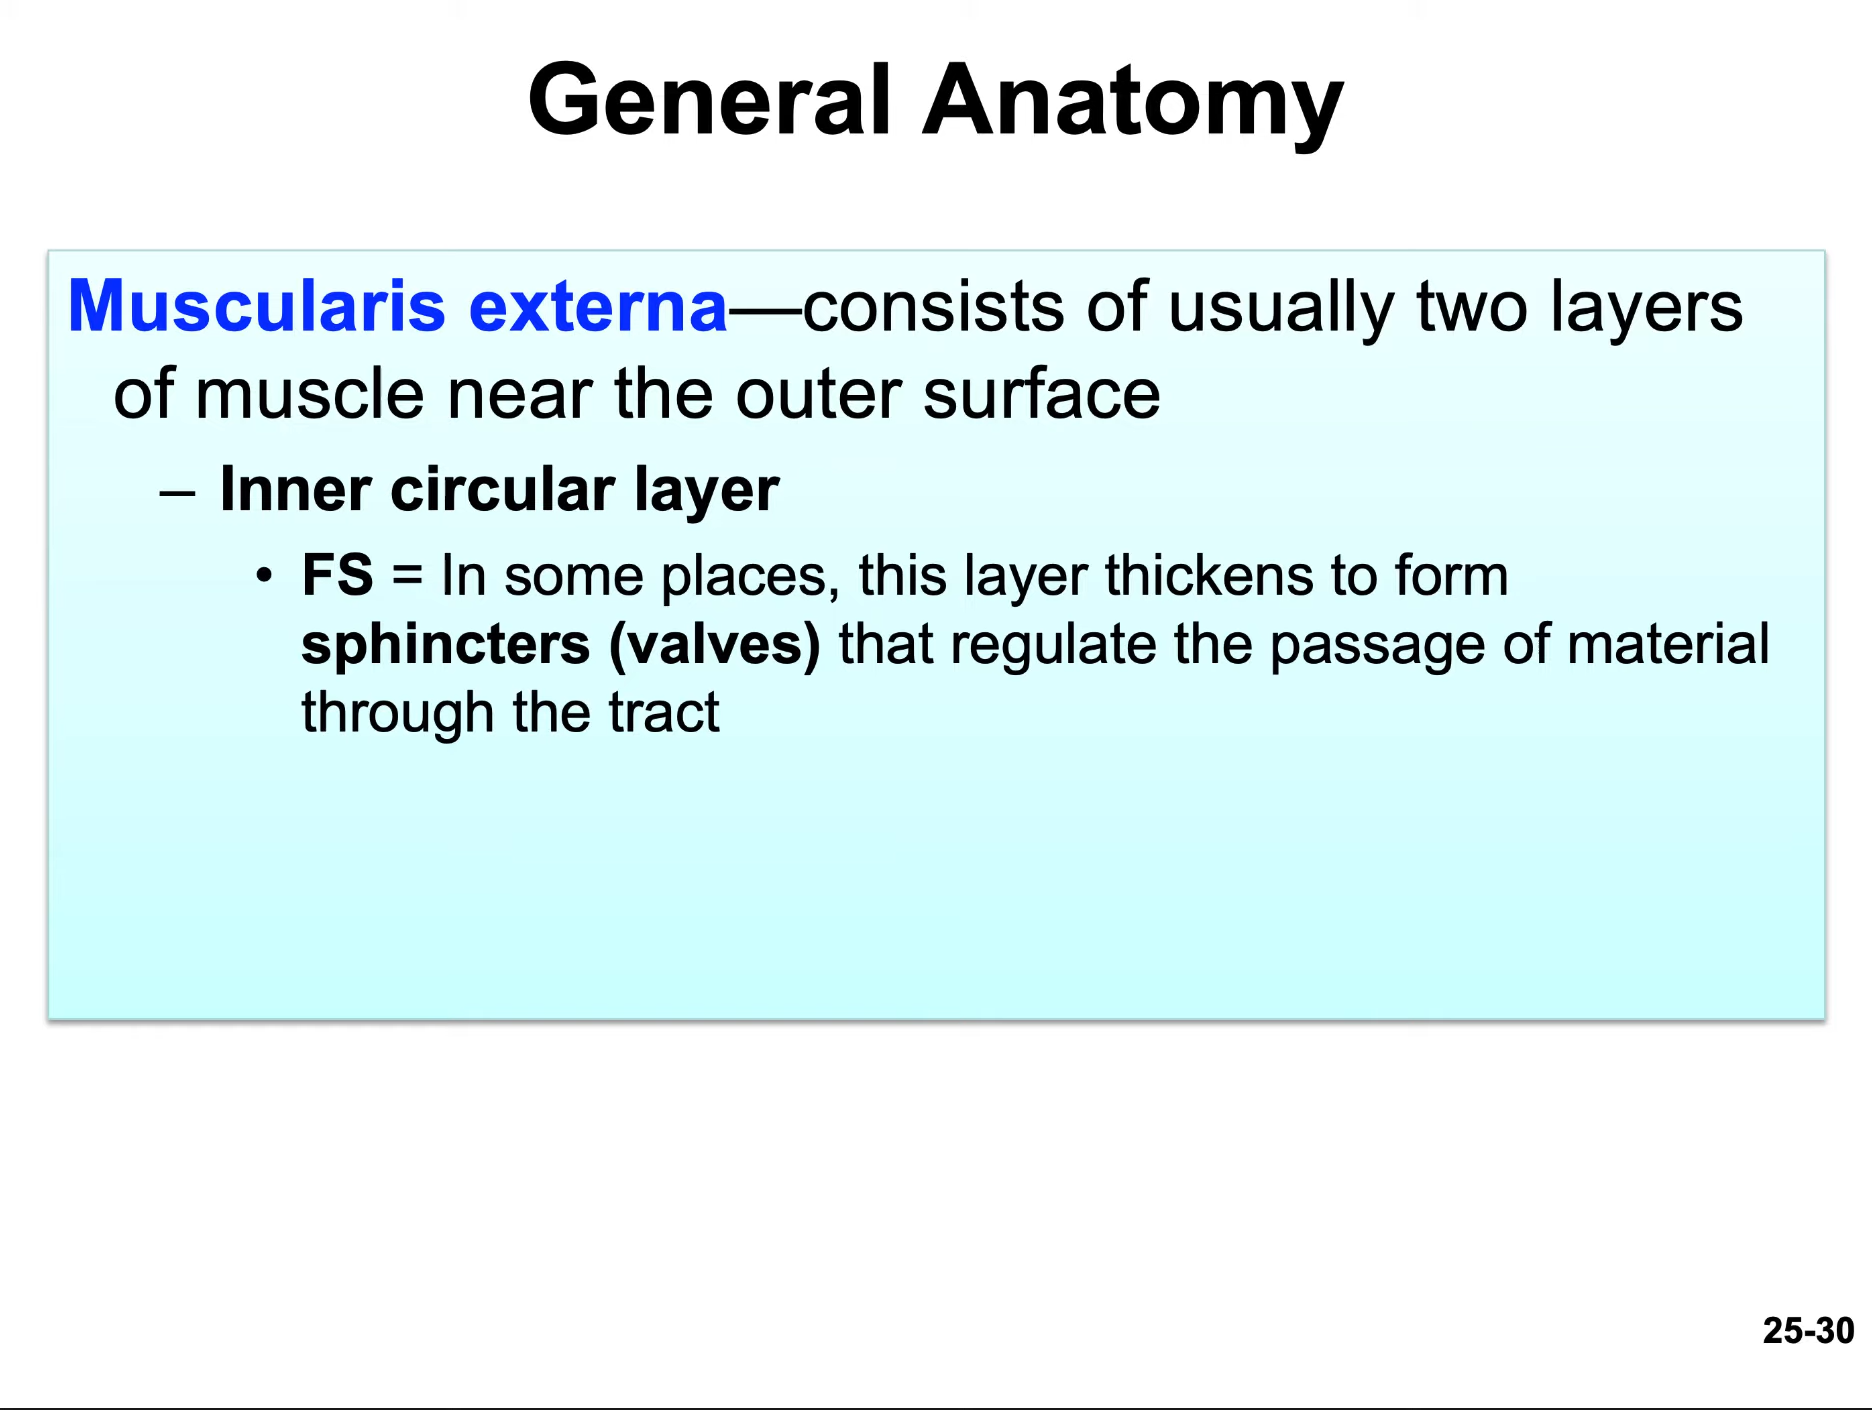 General Anatomy
Muscularis externa—consists of usually two layers
of muscle near the outer surface
– Inner circular layer
• FS = In some places, this layer thickens to form
sphincters (valves) that regulate the passage of material
through the tract
25-30